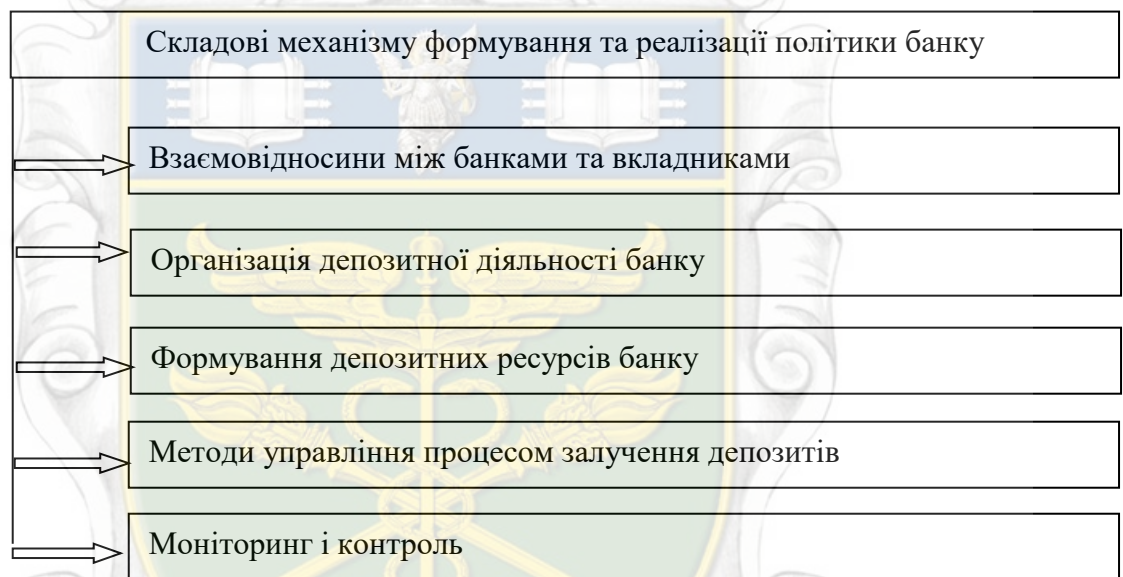 Складові механізму формування та реалізації політики банку
Взаємовідносини між банками та вкладниками
Організація депозитної діяльності банку
Формування депозитних ресурсів банку
Методи управління процесом залучення депозитів
Моніторинг і контроль